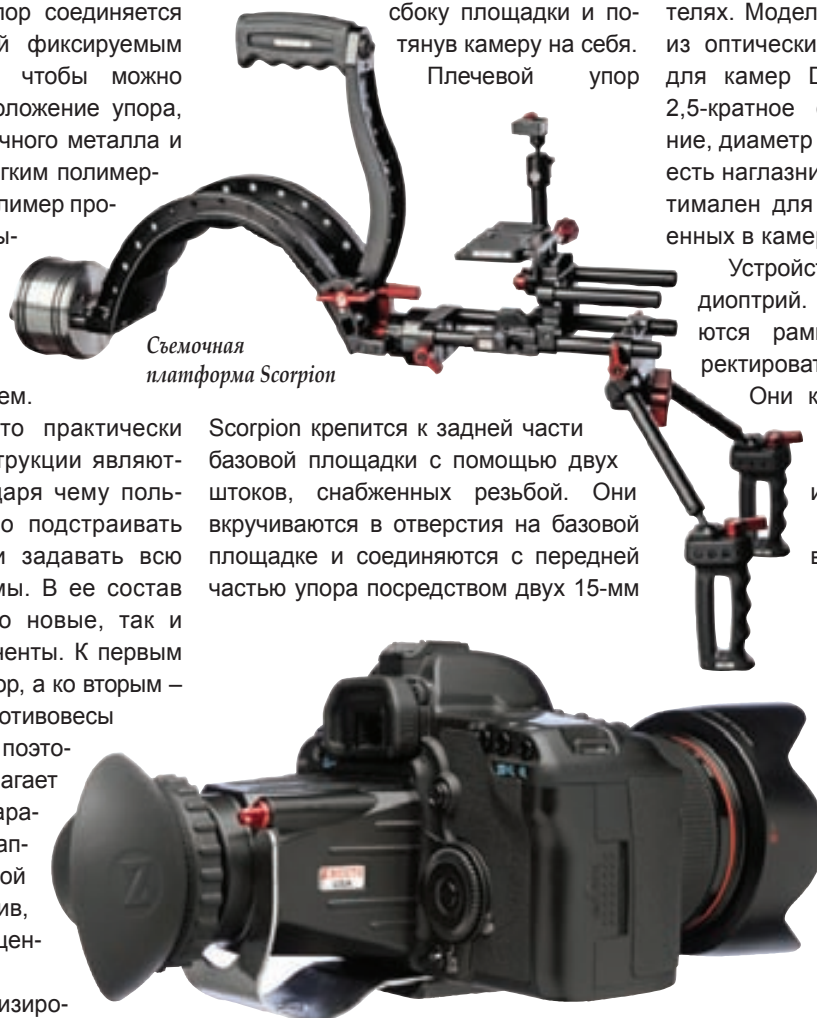 пор соединяется
й фиксируемым
чтобы можно
оложение упора,
чного металла и
гким полимер-
лимер про-
ы-
ем.
то практически
трукции являют-
даря чему поль-
о подстраивать
и задавать всю
мы. В ее состав
о новые, так и
ненты. К первым
ор, а ко вторым –
отивовесы
поэто-
агает
ара-
ап-
ой
ив,
цен-
изиро-
сбоку площадки и по-
тянув камеру на себя.
Плечевой упор
Съемочная
платформа Scorpion
Scorpion крепится к задней части
базовой площадки с помощью двух
штоков, снабженных резьбой. Они
вкручиваются в отверстия на базовой
площадке и соединяются с передней
частью упора посредством двух 15-мм
телях. Модел
из оптически
для камер D
2,5-кратное
ние, диаметр
есть наглазни
тимален для
енных в камер
Устройст
диоптрий.
ются рами
ректироват
Они к
и
в
Z
USA